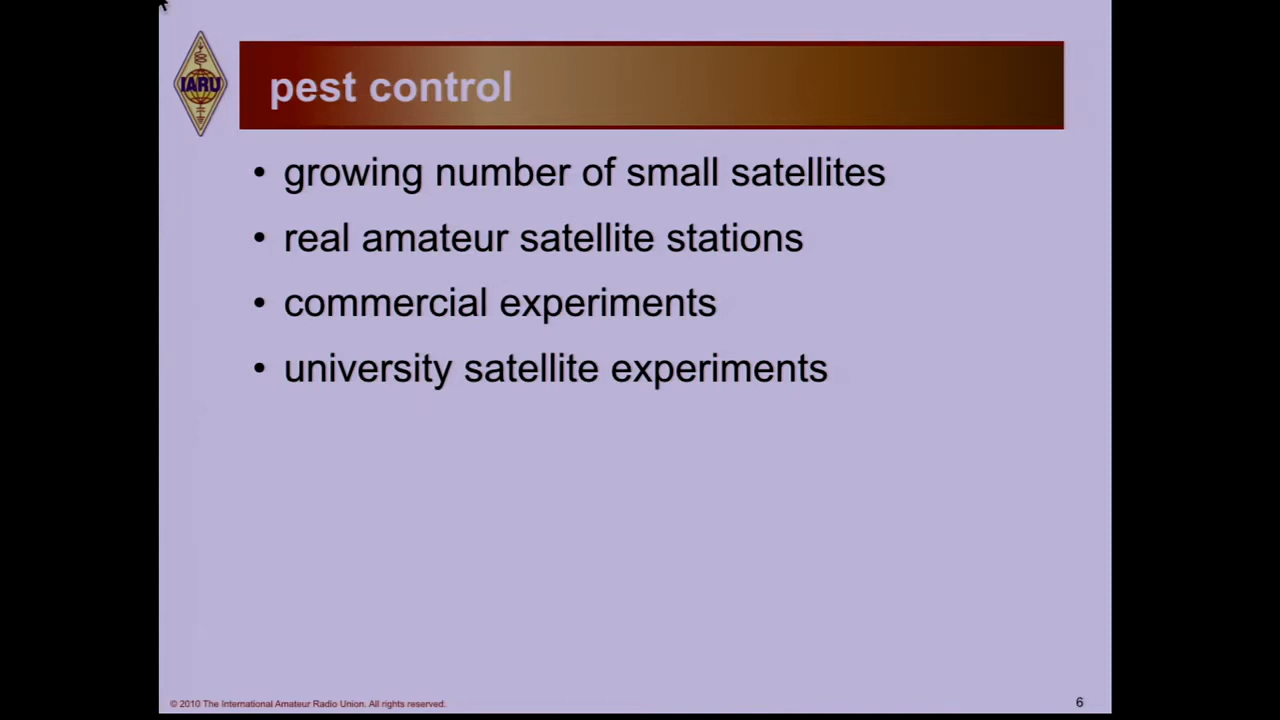 IARU
pest control
• growing number of small satellites
• real amateur satellite stations
• commercial experiments
• university satellite experiments
© 2010 The International Amateur Radio Union. All rights reserved.
6